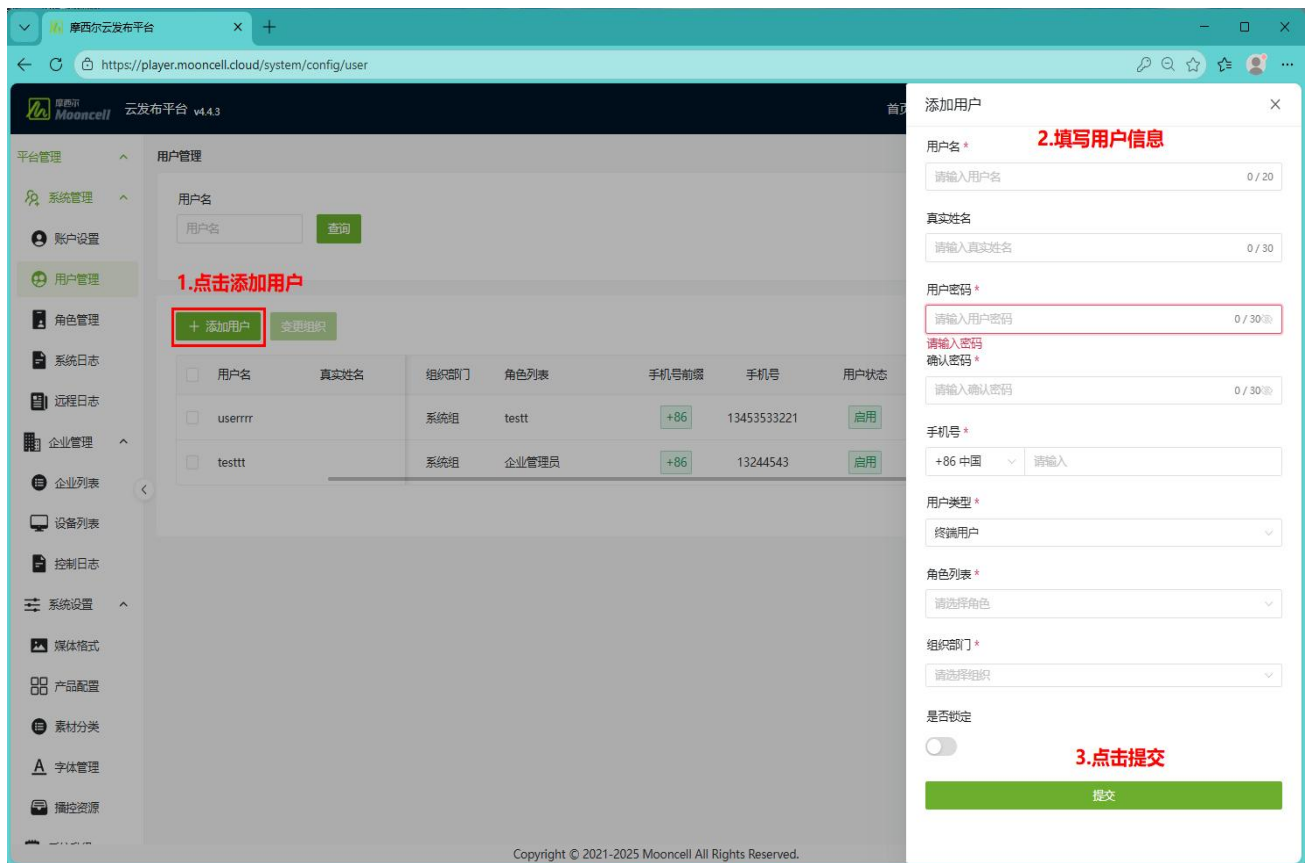 摩西尔云发布平台
https://player.mooncell.cloud/system/config/user
摩西尔
Mooncell 云发布平台 v4.4.3
首页
平台管理
系统管理
账户设置
用户管理
角色管理
系统日志
远程日志
企业管理
企业列表
设备列表
控制日志
系统设置
媒体格式
产品配置
素材分类
字体管理
播控资源
用户管理
用户名
用户名 查询
1.点击添加用户
+ 添加用户 变更组织
用户名 真实姓名 组织部门 角色列表 手机号前缀 手机号 用户状态
userrrr 系统组 testt +86 13453533221 启用
testtt 系统组 企业管理员 +86 13244543 启用
Copyright © 2021-2025 Mooncell All Rights Reserved.
添加用户
2.填写用户信息
用户名 *
请输入用户名 0 / 20
真实姓名
请输入真实姓名 0 / 30
用户密码 *
请输入用户密码 0 / 30
请输入密码
确认密码 *
请输入确认密码 0 / 30
手机号 *
+86 中国 请输入
用户类型 *
终端用户
角色列表 *
请选择角色
组织部门 *
请选择组织
是否锁定
3.点击提交
提交